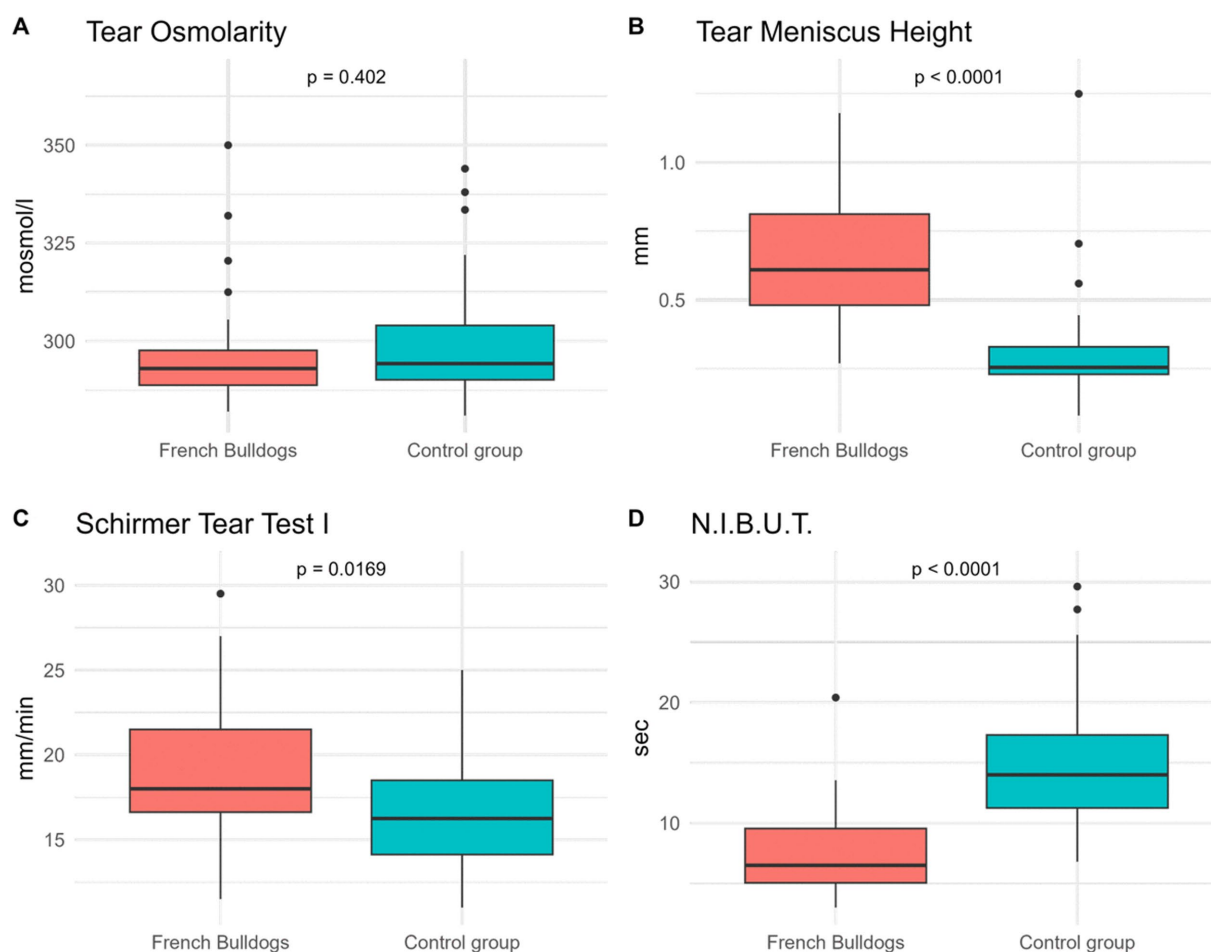 A Tear Osmolarity
p = 0.402
mosmol/l
350
325
300
French Bulldogs Control group
B Tear Meniscus Height
p < 0.0001
mm
1.0
0.5
French Bulldogs Control group
C Schirmer Tear Test I
p = 0.0169
mm/min
30
25
20
15
French Bulldogs Control group
D N.I.B.U.T.
p < 0.0001
sec
30
20
10
French Bulldogs Control group